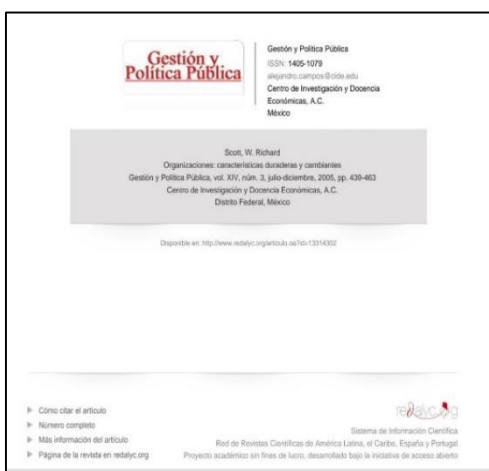 Gestión y
Política Pública
Gestión y Política Pública
ISSN: 1405-1079
alejandro.campos@cide.edu
Centro de Investigación y Docencia
Económicas, A.C.
México
Scott, W. Richard
Organizaciones: características duraderas y cambiantes
Gestión y Política Pública, vol. XIV, núm. 3, julio-diciembre, 2005, pp. 439-463
Centro de Investigación y Docencia Económicas, A.C.
Distrito Federal, México
Disponible en: http://www.redalyc.org/articulo.oa?id=13314302
Cómo citar el artículo
Número completo
Más información del artículo
Página de la revista en redalyc.org
redalyc.org
Sistema de Información Científica
Red de Revistas Científicas de América Latina, el Caribe, España y Portugal
Proyecto académico sin fines de lucro, desarrollado bajo la iniciativa de acceso abierto